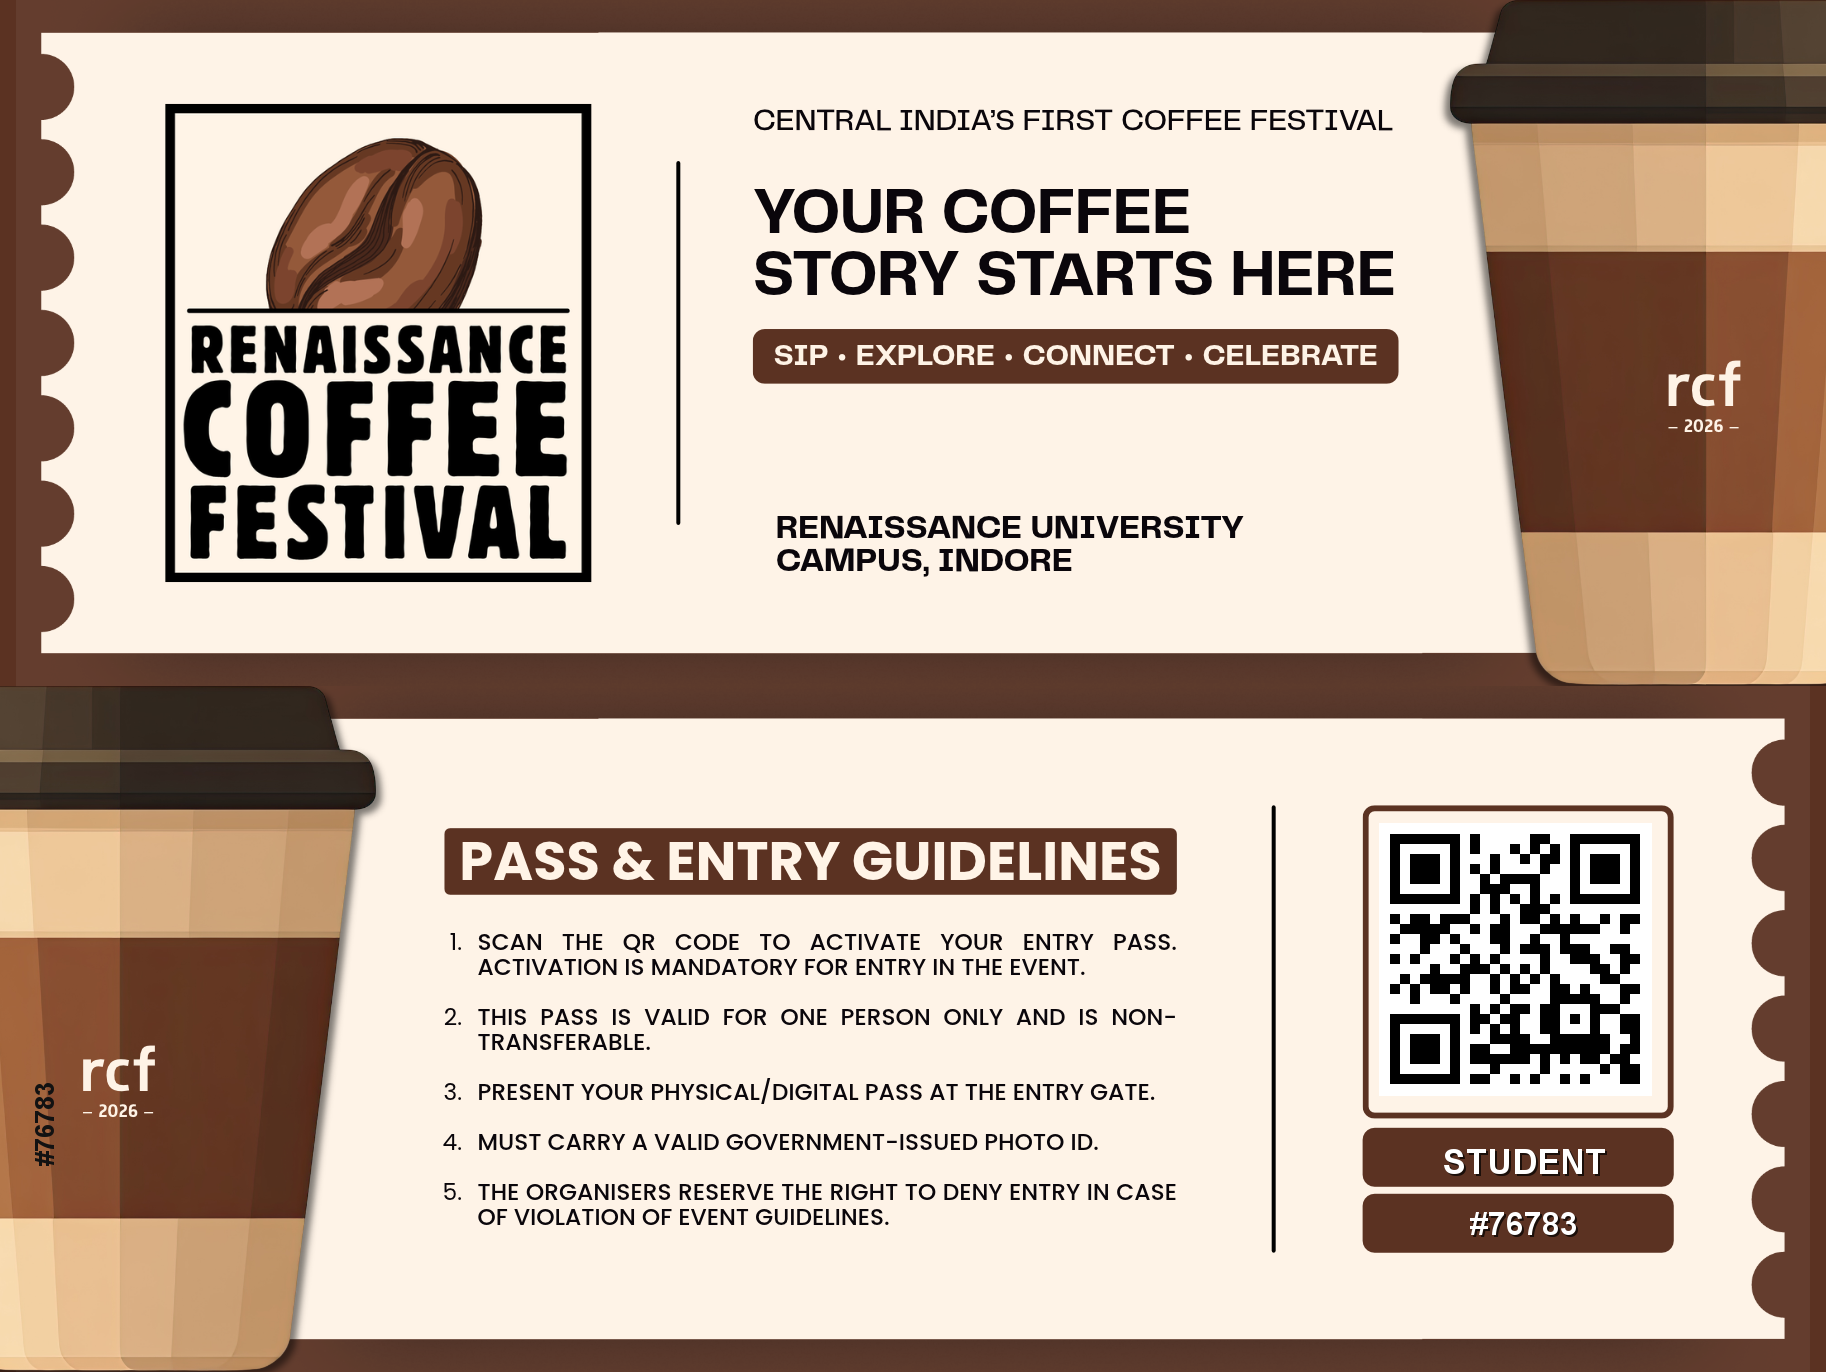 CENTRAL INDIA'S FIRST COFFEE FESTIVAL
YOUR COFFEE
STORY STARTS HERE
SIP • EXPLORE • CONNECT • CELEBRATE
RENAISSANCE
COFFEE
FESTIVAL
RENAISSANCE UNIVERSITY
CAMPUS, INDORE
rcf
– 2026 –
PASS & ENTRY GUIDELINES
1. SCAN THE QR CODE TO ACTIVATE YOUR ENTRY PASS.
ACTIVATION IS MANDATORY FOR ENTRY IN THE EVENT.
2. THIS PASS IS VALID FOR ONE PERSON ONLY AND IS NON-
TRANSFERABLE.
3. PRESENT YOUR PHYSICAL/DIGITAL PASS AT THE ENTRY GATE.
4. MUST CARRY A VALID GOVERNMENT-ISSUED PHOTO ID.
5. THE ORGANISERS RESERVE THE RIGHT TO DENY ENTRY IN CASE
OF VIOLATION OF EVENT GUIDELINES.
rcf
– 2026 –
#76783
STUDENT
#76783